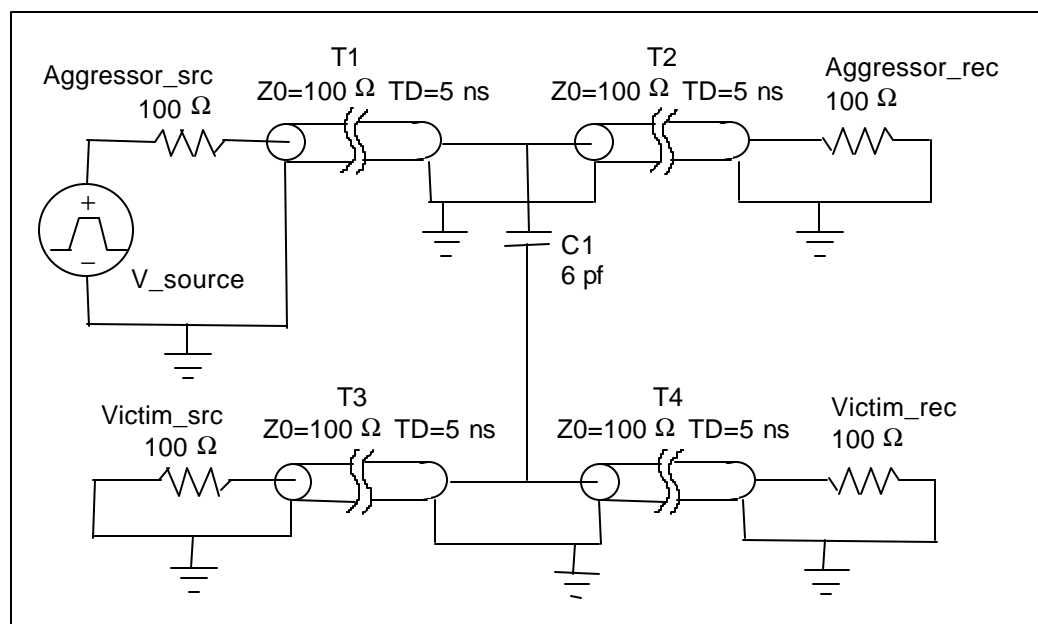 T1
Z0=100 Ω TD=5 ns
T2
Z0=100 Ω TD=5 ns
Aggressor_src
100 Ω
Aggressor_rec
100 Ω
+
−
V_source
C1
6 pf
T3
Z0=100 Ω TD=5 ns
T4
Z0=100 Ω TD=5 ns
Victim_src
100 Ω
Victim_rec
100 Ω